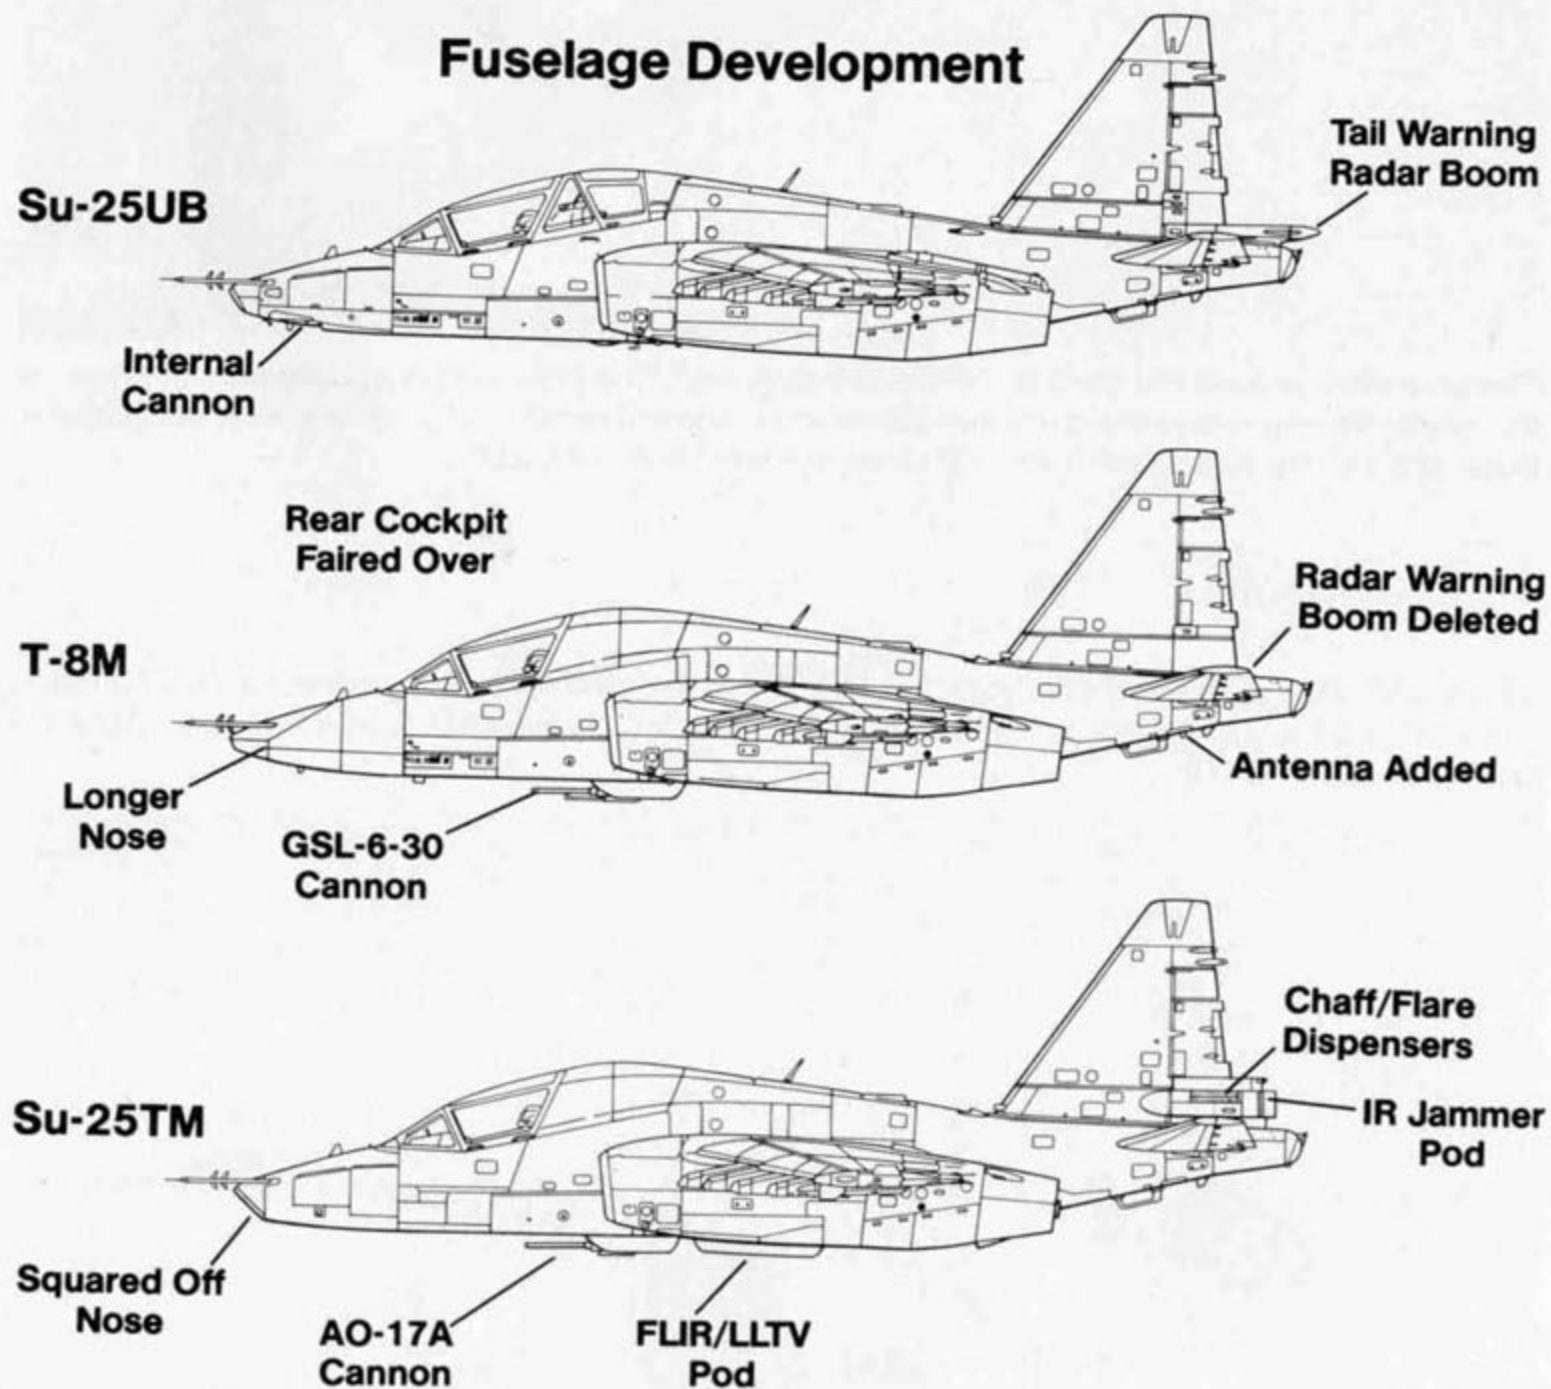 Fuselage Development
Tail Warning
Radar Boom
Su-25UB
Internal
Cannon
Rear Cockpit
Faired Over
Radar Warning
Boom Deleted
T-8M
Antenna Added
Longer
Nose
GSL-6-30
Cannon
Chaff/Flare
Dispensers
Su-25TM
IR Jammer
Pod
Squared Off
Nose
AO-17A
Cannon
FLIR/LLTV
Pod